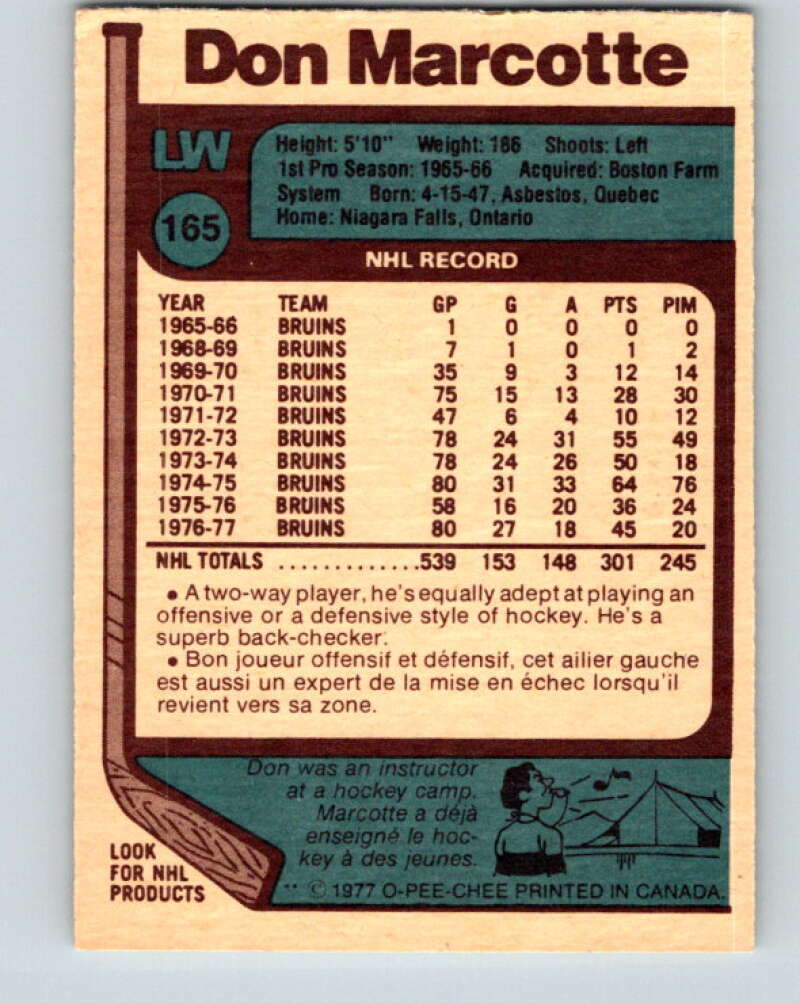 Don Marcotte
LW
165
Height: 5'10" Weight: 186 Shoots: Left
1st Pro Season: 1965-66 Acquired: Boston Farm
System Born: 4-15-47, Asbestos, Quebec
Home: Niagara Falls, Ontario
NHL RECORD
YEAR TEAM GP G A PTS PIM
1965-66 BRUINS 1 0 0 0 0
1968-69 BRUINS 7 1 0 1 2
1969-70 BRUINS 35 9 3 12 14
1970-71 BRUINS 75 15 13 28 30
1971-72 BRUINS 47 6 4 10 12
1972-73 BRUINS 78 24 31 55 49
1973-74 BRUINS 78 24 26 50 18
1974-75 BRUINS 80 31 33 64 76
1975-76 BRUINS 58 16 20 36 24
1976-77 BRUINS 80 27 18 45 20
NHL TOTALS .............539 153 148 301 245
• A two-way player, he's equally adept at playing an
offensive or a defensive style of hockey. He's a
superb back-checker.
• Bon joueur offensif et défensif, cet ailier gauche
est aussi un expert de la mise en échec lorsqu'il
revient vers sa zone.
Don was an instructor
at a hockey camp.
Marcotte a déjà
enseigné le hoc-
key à des jeunes.
LOOK
FOR NHL
PRODUCTS
** © 1977 O-PEE-CHEE PRINTED IN CANADA.